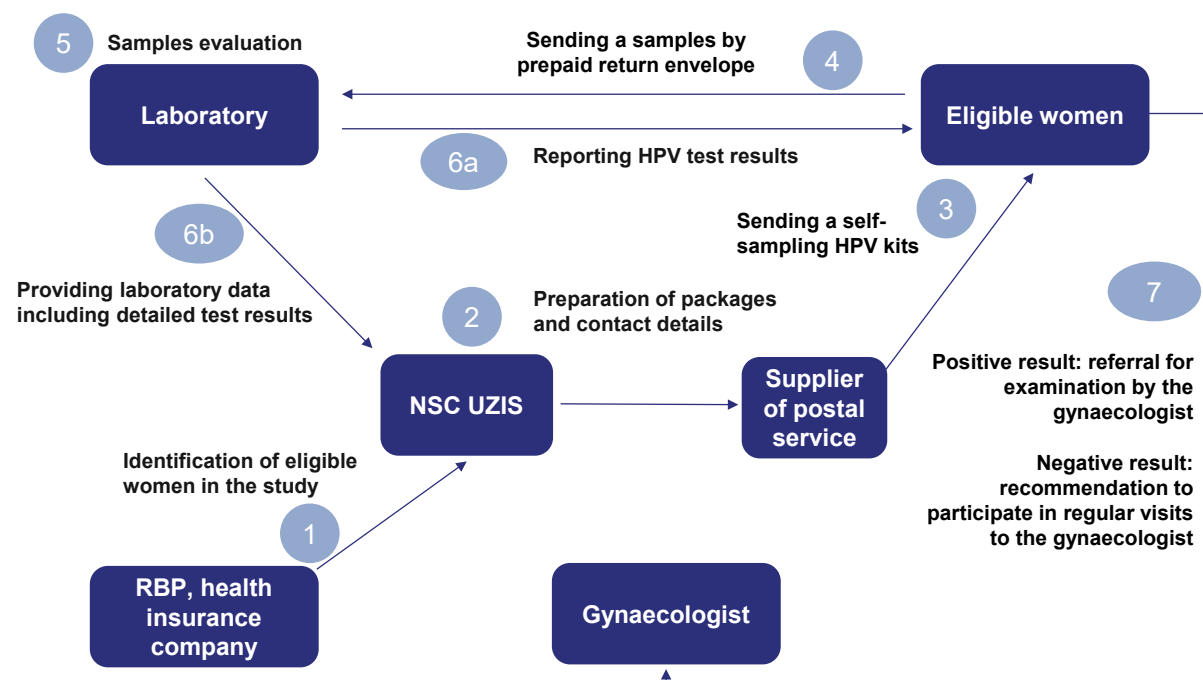 5
Samples evaluation
Sending a samples by
prepaid return envelope
4
Laboratory
Eligible women
6a
Reporting HPV test results
3
Sending a self-
sampling HPV kits
6b
Providing laboratory data
including detailed test results
2
Preparation of packages
and contact details
7
NSC UZIS
Supplier
of postal
service
Positive result: referral for
examination by the
gynaecologist
Negative result:
recommendation to
participate in regular visits
to the gynaecologist
Identification of eligible
women in the study
1
RBP, health
insurance
company
Gynaecologist